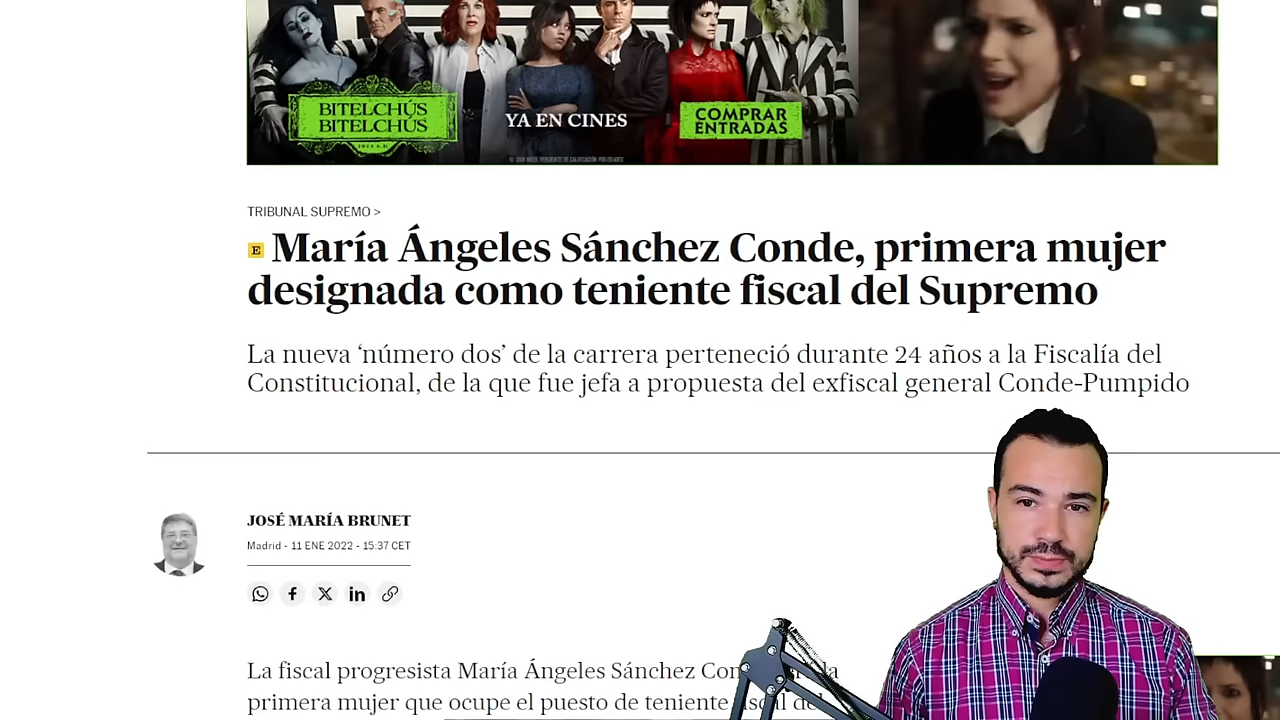 BITELCHÚS
BITELCHÚS
YA EN CINES
COMPRAR
ENTRADAS
TRIBUNAL SUPREMO >
E María Ángeles Sánchez Conde, primera mujer
designada como teniente fiscal del Supremo
La nueva ‘número dos’ de la carrera perteneció durante 24 años a la Fiscalía del
Constitucional, de la que fue jefa a propuesta del exfiscal general Conde-Pumpido
JOSÉ MARÍA BRUNET
Madrid - 11 ENE 2022 - 15:37 CET
La fiscal progresista María Ángeles Sánchez
primera mujer que ocupe el puesto de teniente